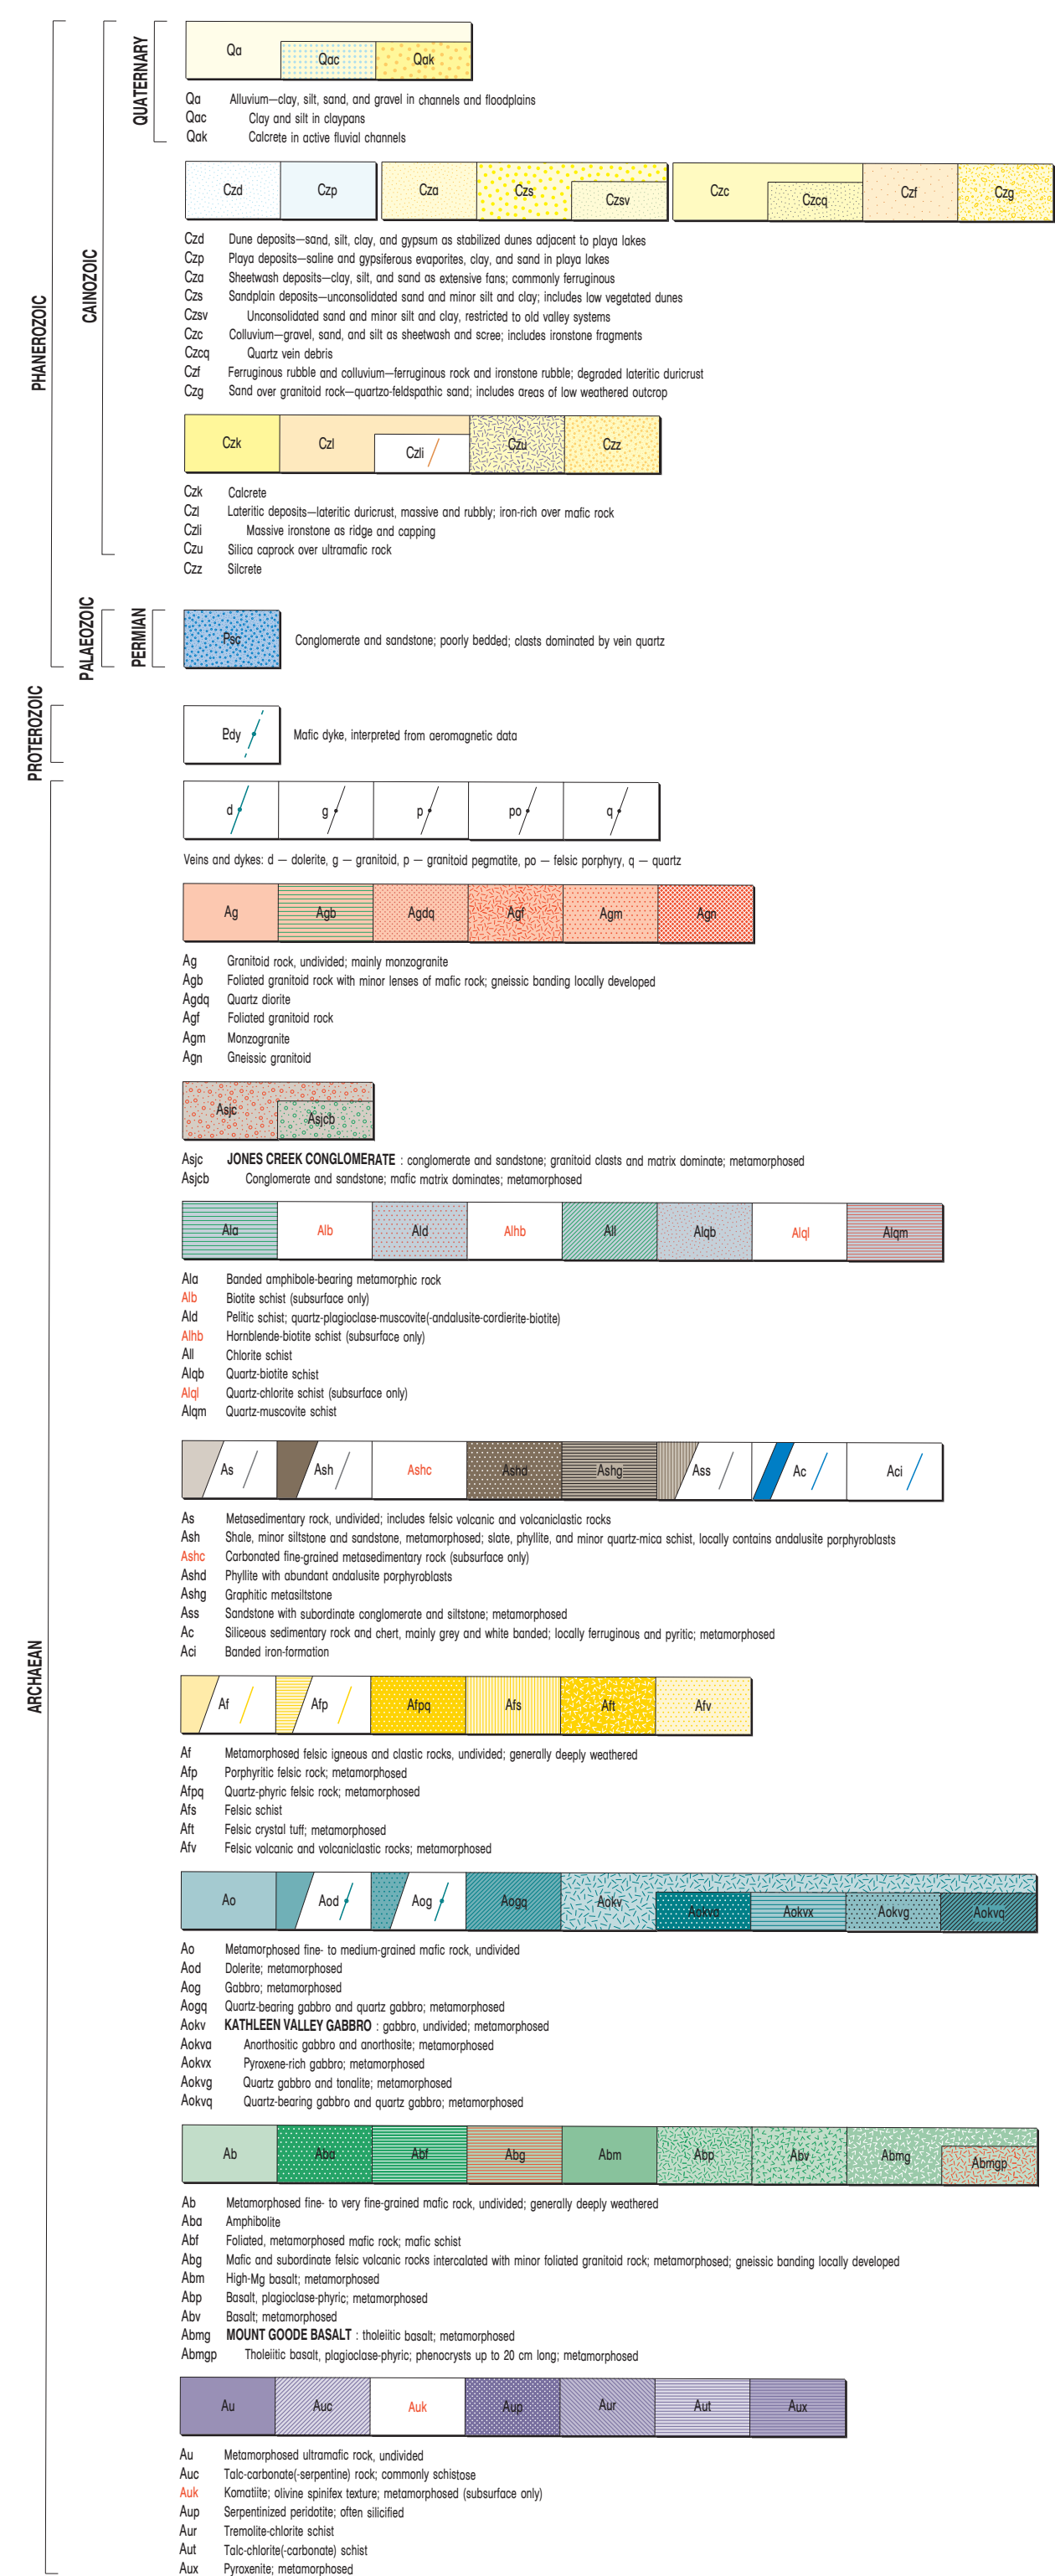 PHANEROZOIC
CAINOZOIC
QUATERNARY
Qa Qac Qak
Qa Alluvium—clay, silt, sand, and gravel in channels and floodplains
Qac Clay and silt in claypans
Qak Calcrete in active fluvial channels
Czd Czp Cza Czs Czsv Czc Czcq Czf Czg
Czd Dune deposits—sand, silt, clay, and gypsum as stabilized dunes adjacent to playa lakes
Czp Playa deposits—saline and gypsiferous evaporites, clay, and sand in playa lakes
Cza Sheetwash deposits—clay, silt, and sand as extensive fans; commonly ferruginous
Czs Sandplain deposits—unconsolidated sand and minor silt and clay; includes low vegetated dunes
Czsv Unconsolidated sand and minor silt and clay, restricted to old valley systems
Czc Colluvium—gravel, sand, and silt as sheetwash and scree; includes ironstone fragments
Czcq Quartz vein debris
Czf Ferruginous rubble and colluvium—ferruginous rock and ironstone rubble; degraded lateritic duricrust
Czg Sand over granitoid rock—quartzo-feldspathic sand; includes areas of low weathered outcrop
Czk Czl Czli Czu Czz
Czk Calcrete
Czl Lateritic deposits—lateritic duricrust, massive and rubbly; iron-rich over mafic rock
Czli Massive ironstone as ridge and capping
Czu Silica caprock over ultramafic rock
Czz Silcrete
PALAEOZOIC
PERMIAN
Psc Conglomerate and sandstone; poorly bedded; clasts dominated by vein quartz
PROTEROZOIC
Pdy Mafic dyke, interpreted from aeromagnetic data
ARCHAEAN
d g p po q
Veins and dykes: d — dolerite, g — granitoid, p — granitoid pegmatite, po — felsic porphyry, q — quartz
Ag Agb Agdq Agf Agm Agn
Ag Granitoid rock, undivided; mainly monzogranite
Agb Foliated granitoid rock with minor lenses of mafic rock; gneissic banding locally developed
Agdq Quartz diorite
Agf Foliated granitoid rock
Agm Monzogranite
Agn Gneissic granitoid
Asjc Asjcb
Asjc JONES CREEK CONGLOMERATE : conglomerate and sandstone; granitoid clasts and matrix dominate; metamorphosed
Asjcb Conglomerate and sandstone; mafic matrix dominates; metamorphosed
Ala Alb Ald Alhb All Alqb Alql Alqm
Ala Banded amphibole-bearing metamorphic rock
Alb Biotite schist (subsurface only)
Ald Pelitic schist; quartz-plagioclase-muscovite(-andalusite-cordierite-biotite)
Alhb Hornblende-biotite schist (subsurface only)
All Chlorite schist
Alqb Quartz-biotite schist
Alql Quartz-chlorite schist (subsurface only)
Alqm Quartz-muscovite schist
As Ash Ashc Ashd Ashg Ass Ac Aci
As Metasedimentary rock, undivided; includes felsic volcanic and volcaniclastic rocks
Ash Shale, minor siltstone and sandstone, metamorphosed; slate, phyllite, and minor quartz-mica schist, locally contains andalusite porphyroblasts
Ashc Carbonated fine-grained metasedimentary rock (subsurface only)
Ashd Phyllite with abundant andalusite porphyroblasts
Ashg Graphitic metasiltstone
Ass Sandstone with subordinate conglomerate and siltstone; metamorphosed
Ac Siliceous sedimentary rock and chert, mainly grey and white banded; locally ferruginous and pyritic; metamorphosed
Aci Banded iron-formation
Af Afp Afpq Afs Aft Afv
Af Metamorphosed felsic igneous and clastic rocks, undivided; generally deeply weathered
Afp Porphyritic felsic rock; metamorphosed
Afpq Quartz-phyric felsic rock; metamorphosed
Afs Felsic schist
Aft Felsic crystal tuff; metamorphosed
Afv Felsic volcanic and volcaniclastic rocks; metamorphosed
Ao Aod Aog Aogq Aokv Aokva Aokvx Aokvg Aokvq
Ao Metamorphosed fine- to medium-grained mafic rock, undivided
Aod Dolerite; metamorphosed
Aog Gabbro; metamorphosed
Aogq Quartz-bearing gabbro and quartz gabbro; metamorphosed
Aokv KATHLEEN VALLEY GABBRO : gabbro, undivided; metamorphosed
Aokva Anorthositic gabbro and anorthosite; metamorphosed
Aokvx Pyroxene-rich gabbro; metamorphosed
Aokvg Quartz gabbro and tonalite; metamorphosed
Aokvq Quartz-bearing gabbro and quartz gabbro; metamorphosed
Ab Aba Abf Abg Abm Abp Abv Abmg Abmgp
Ab Metamorphosed fine- to very fine-grained mafic rock, undivided; generally deeply weathered
Aba Amphibolite
Abf Foliated, metamorphosed mafic rock; mafic schist
Abg Mafic and subordinate felsic volcanic rocks intercalated with minor foliated granitoid rock; metamorphosed; gneissic banding locally developed
Abm High-Mg basalt; metamorphosed
Abp Basalt, plagioclase-phyric; metamorphosed
Abv Basalt; metamorphosed
Abmg MOUNT GOODE BASALT : tholeiitic basalt; metamorphosed
Abmgp Tholeiitic basalt, plagioclase-phyric; phenocrysts up to 20 cm long; metamorphosed
Au Auc Auk Aup Aur Aut Aux
Au Metamorphosed ultramafic rock, undivided
Auc Talc-carbonate(-serpentine) rock; commonly schistose
Auk Komatiite; olivine spinifex texture; metamorphosed (subsurface only)
Aup Serpentinized peridotite; often silicified
Aur Tremolite-chlorite schist
Aut Talc-chlorite(-carbonate) schist
Aux Pyroxenite; metamorphosed